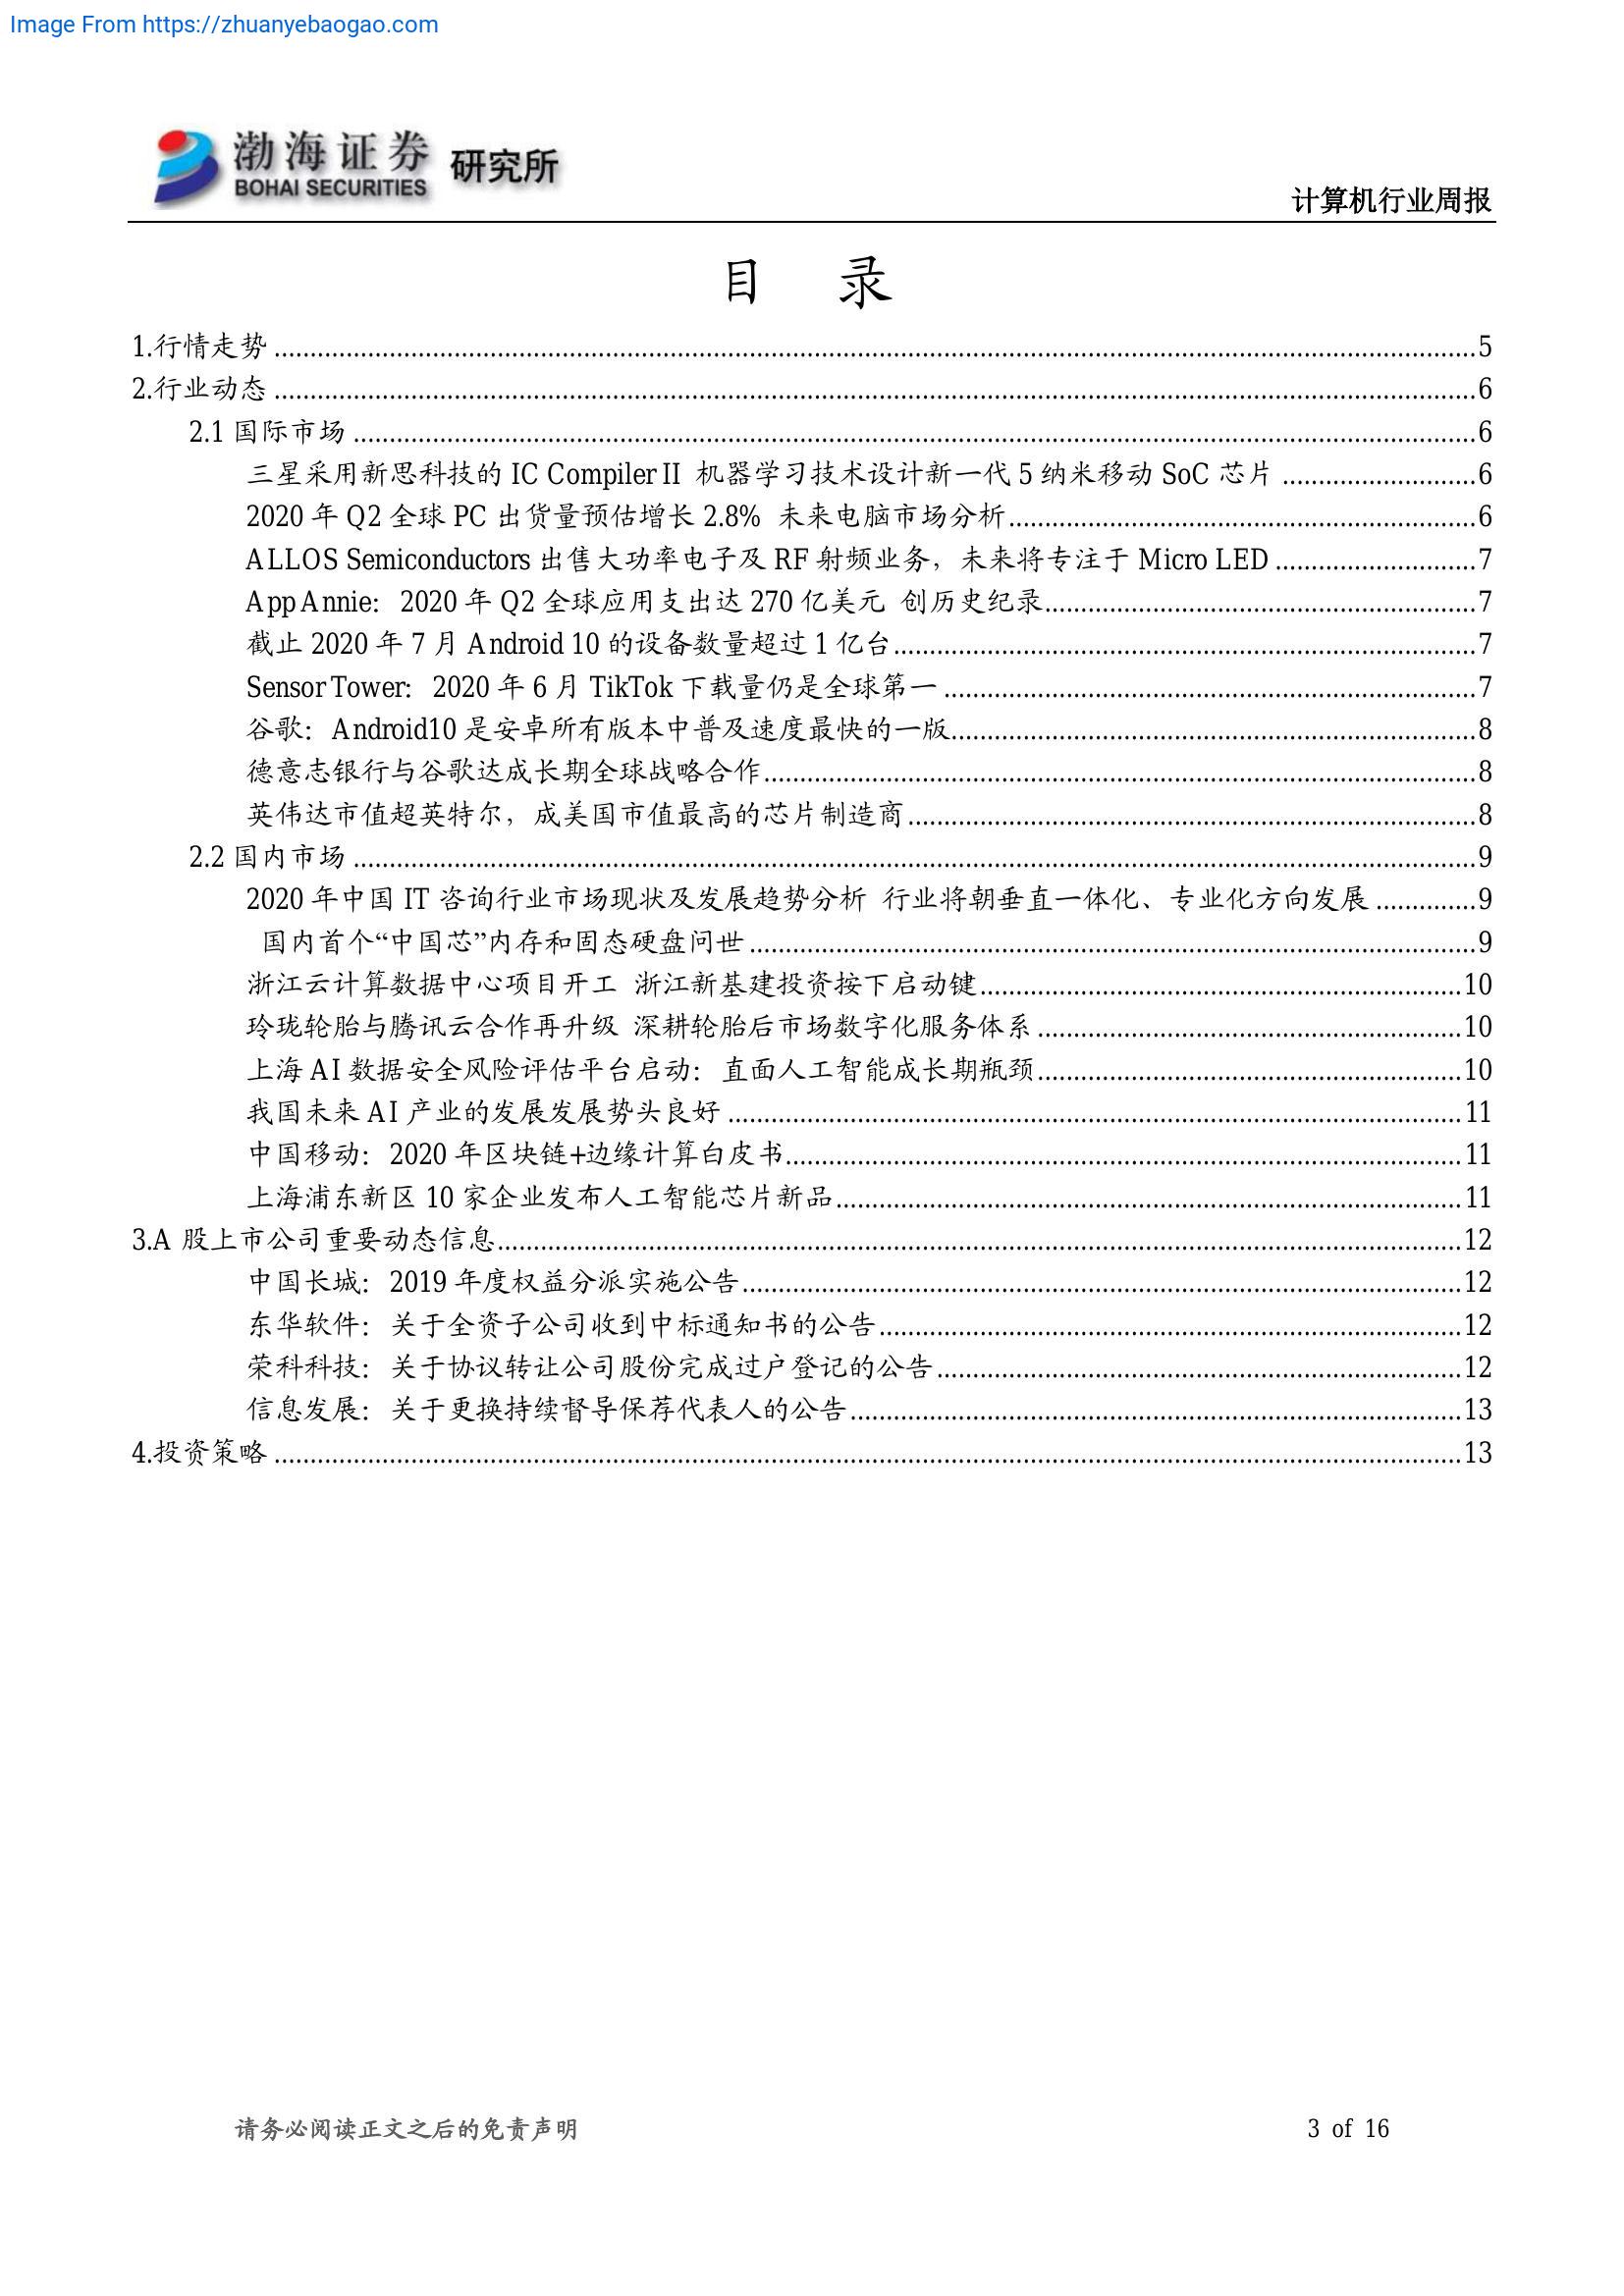 Image From https://zhuanyebaogao.com
渤海证券 研究所
BOHAI SECURITIES
计算机行业周报
目 录
1.行情走势 ........ 5
2.行业动态 ........ 6
2.1 国际市场 ........ 6
三星采用新思科技的 IC Compiler II 机器学习技术设计新一代 5 纳米移动 SoC 芯片 ........ 6
2020 年 Q2 全球 PC 出货量预估增长 2.8% 未来电脑市场分析 ........ 6
ALLOS Semiconductors 出售大功率电子及 RF 射频业务，未来将专注于 Micro LED ........ 7
App Annie：2020 年 Q2 全球应用支出达 270 亿美元 创历史纪录 ........ 7
截止 2020 年 7 月 Android 10 的设备数量超过 1 亿台 ........ 7
Sensor Tower：2020 年 6 月 TikTok 下载量仍是全球第一 ........ 7
谷歌：Android10 是安卓所有版本中普及速度最快的一版 ........ 8
德意志银行与谷歌达成长期全球战略合作 ........ 8
英伟达市值超英特尔，成美国市值最高的芯片制造商 ........ 8
2.2 国内市场 ........ 9
2020 年中国 IT 咨询行业市场现状及发展趋势分析 行业将朝垂直一体化、专业化方向发展 ........ 9
国内首个“中国芯”内存和固态硬盘问世 ........ 9
浙江云计算数据中心项目开工 浙江新基建投资按下启动键 ........ 10
玲珑轮胎与腾讯云合作再升级 深耕轮胎后市场数字化服务体系 ........ 10
上海 AI 数据安全风险评估平台启动：直面人工智能成长期瓶颈 ........ 10
我国未来 AI 产业的发展发展势头良好 ........ 11
中国移动：2020 年区块链+边缘计算白皮书 ........ 11
上海浦东新区 10 家企业发布人工智能芯片新品 ........ 11
3.A 股上市公司重要动态信息 ........ 12
中国长城：2019 年度权益分派实施公告 ........ 12
东华软件：关于全资子公司收到中标通知书的公告 ........ 12
荣科科技：关于协议转让公司股份完成过户登记的公告 ........ 12
信息发展：关于更换持续督导保荐代表人的公告 ........ 13
4.投资策略 ........ 13
请务必阅读正文之后的免责声明
3 of 16